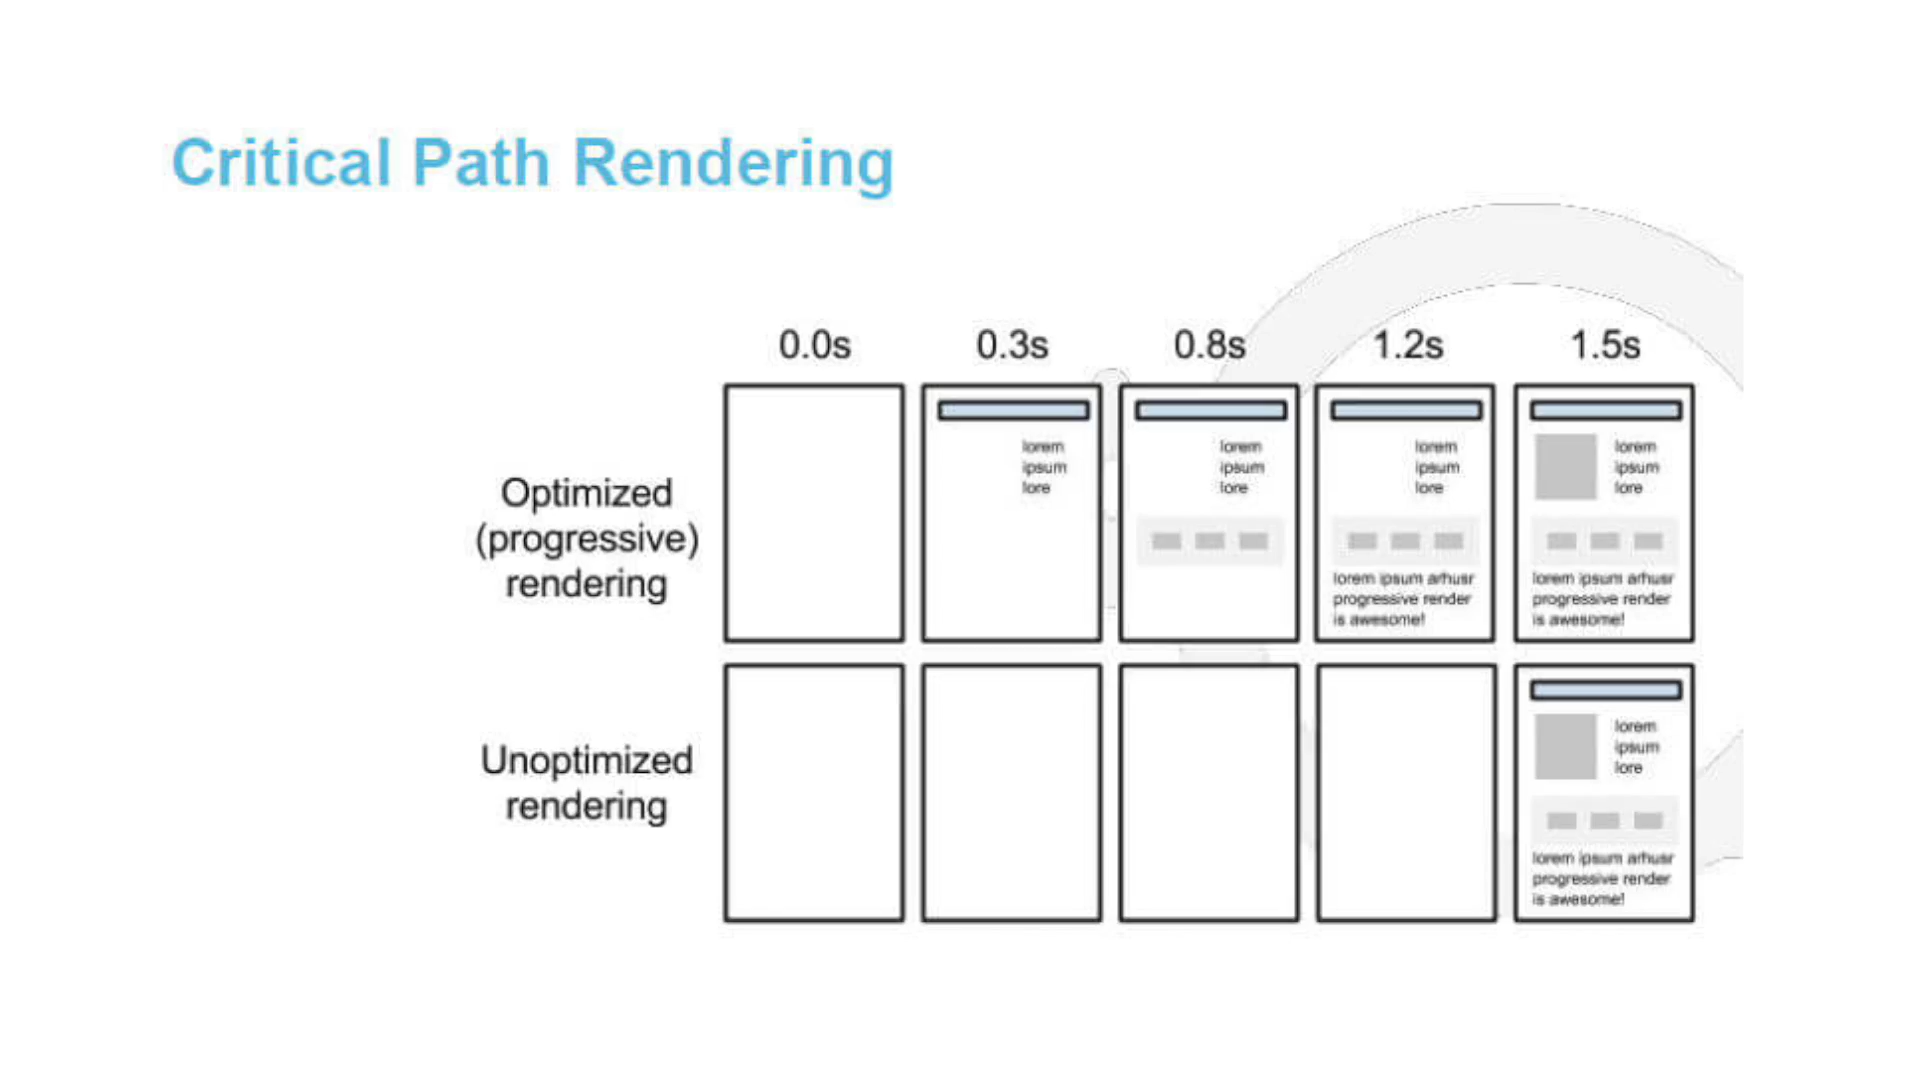 Critical Path Rendering
0.0s 0.3s 0.8s 1.2s 1.5s
Optimized
(progressive)
rendering
lorem
ipsum
lore
lorem
ipsum
lore
lorem
ipsum
lore
lorem ipsum arhusr
progressive render
is awesome!
lorem
ipsum
lore
lorem ipsum arhusr
progressive render
is awesome!
Unoptimized
rendering
lorem
ipsum
lore
lorem ipsum arhusr
progressive render
is awesome!